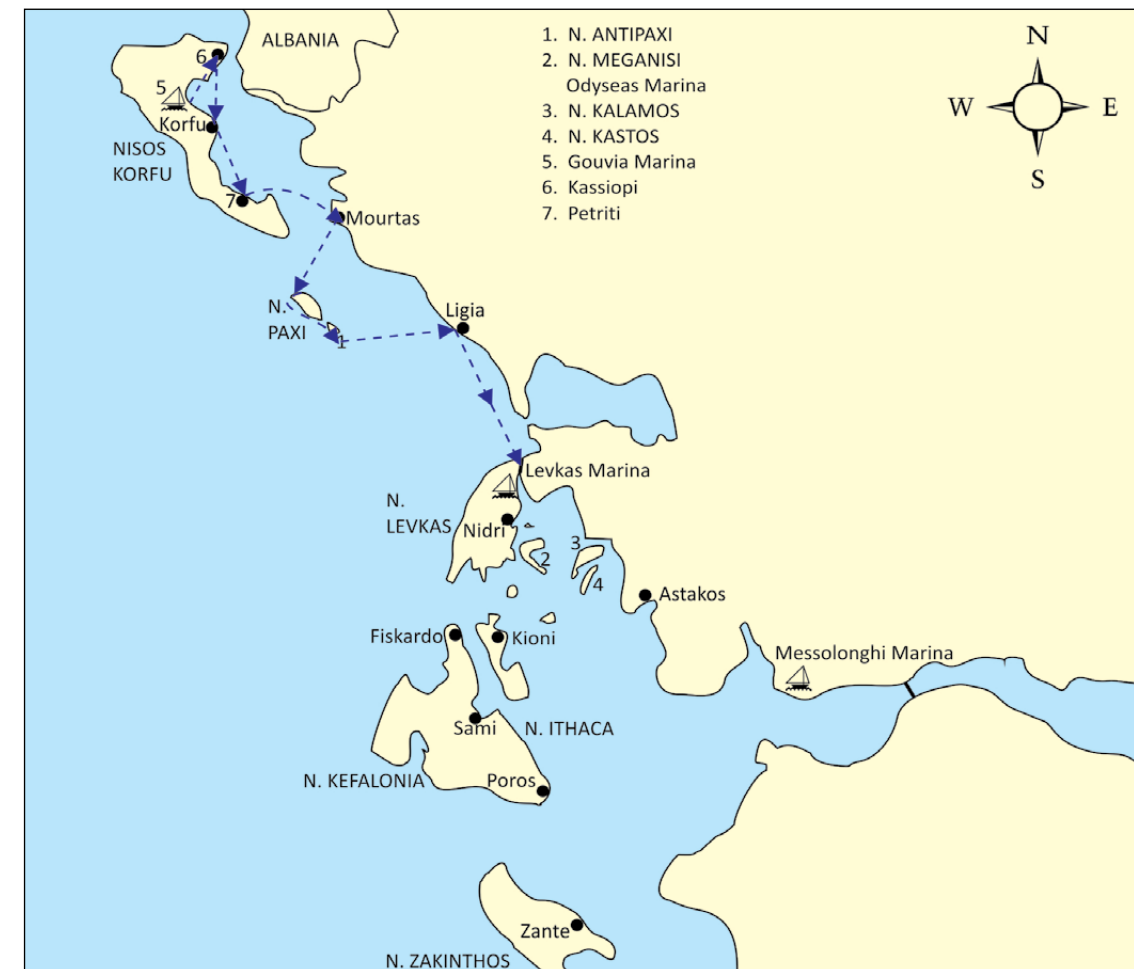 ALBANIA
1. N. ANTIPAXI
2. N. MEGANISI
Odyseas Marina
3. N. KALAMOS
4. N. KASTOS
5. Gouvia Marina
6. Kassiopi
7. Petriti
N
W
E
S
6
5
Korfu
NISOS
KORFU
7
Mourtas
N.
PAXI
1
Ligia
Levkas Marina
N.
LEVKAS
Nidri
2
3
4
Astakos
Fiskardo
Kioni
Messolonghi Marina
Sami
N. ITHACA
N. KEFALONIA
Poros
Zante
N. ZAKINTHOS